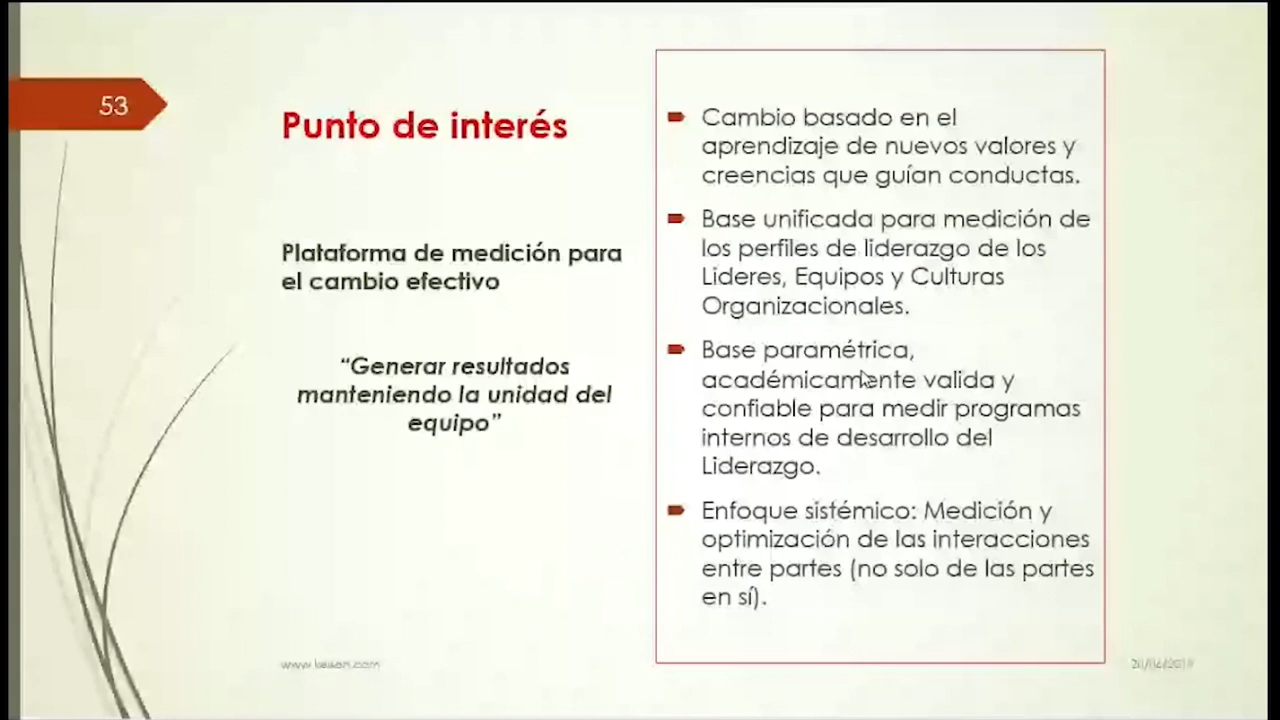 53
Punto de interés
Plataforma de medición para
el cambio efectivo
“Generar resultados
manteniendo la unidad del
equipo”
Cambio basado en el
aprendizaje de nuevos valores y
creencias que guían conductas.
Base unificada para medición de
los perfiles de liderazgo de los
Lideres, Equipos y Culturas
Organizacionales.
Base paramétrica,
académicamente valida y
confiable para medir programas
internos de desarrollo del
Liderazgo.
Enfoque sistémico: Medición y
optimización de las interacciones
entre partes (no solo de las partes
en sí).